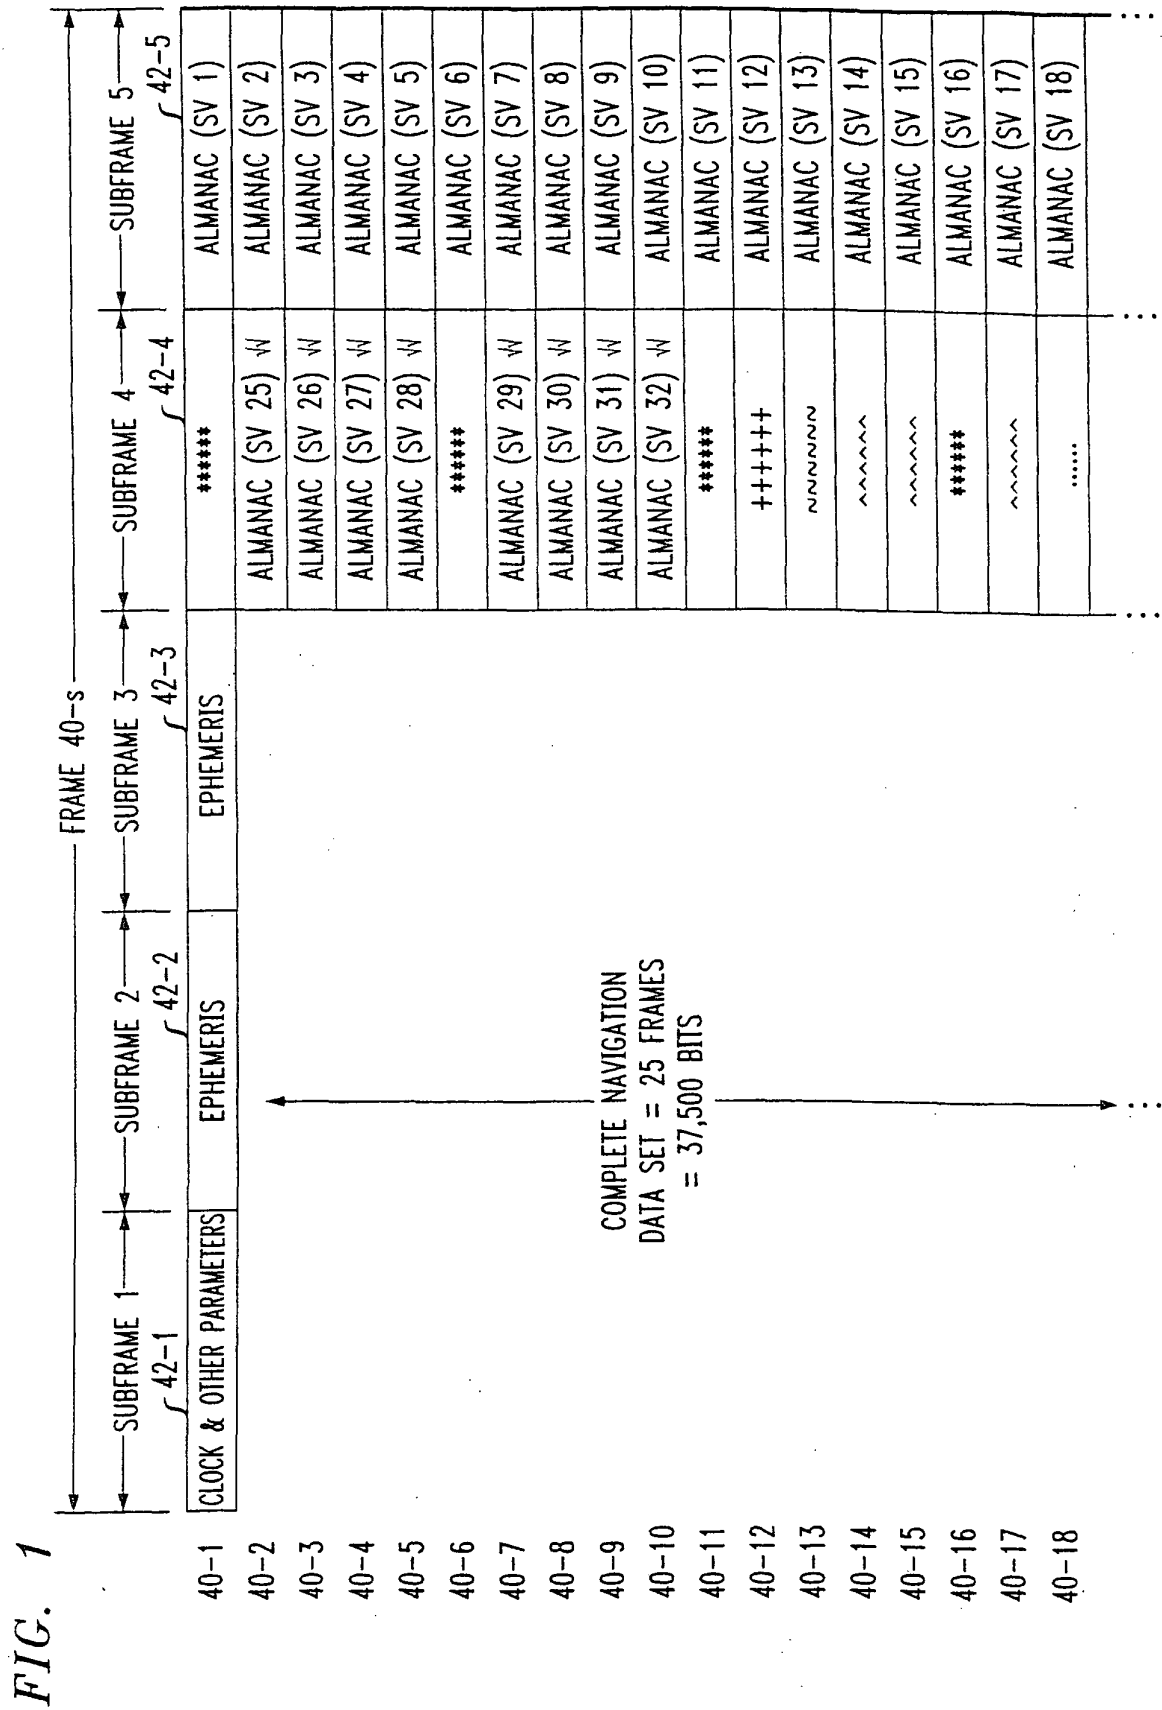 FIG. 1
FRAME 40-s
SUBFRAME 1 SUBFRAME 2 SUBFRAME 3 SUBFRAME 4 SUBFRAME 5
42-1 42-2 42-3 42-4 42-5
40-1 CLOCK & OTHER PARAMETERS EPHEMERIS EPHEMERIS ****** ALMANAC (SV 1)
40-2 ALMANAC (SV 25) W ALMANAC (SV 2)
40-3 ALMANAC (SV 26) W ALMANAC (SV 3)
40-4 ALMANAC (SV 27) W ALMANAC (SV 4)
40-5 ALMANAC (SV 28) W ALMANAC (SV 5)
40-6 ****** ALMANAC (SV 6)
40-7 ALMANAC (SV 29) W ALMANAC (SV 7)
40-8 ALMANAC (SV 30) W ALMANAC (SV 8)
40-9 ALMANAC (SV 31) W ALMANAC (SV 9)
40-10 ALMANAC (SV 32) W ALMANAC (SV 10)
40-11 ****** ALMANAC (SV 11)
40-12 ++++++ ALMANAC (SV 12)
40-13 ~~~~~~ ALMANAC (SV 13)
40-14 ^^^^^^ ALMANAC (SV 14)
40-15 ^^^^^^ ALMANAC (SV 15)
40-16 ****** ALMANAC (SV 16)
40-17 ^^^^^^ ALMANAC (SV 17)
40-18 ...... ALMANAC (SV 18)
COMPLETE NAVIGATION
DATA SET = 25 FRAMES
= 37,500 BITS